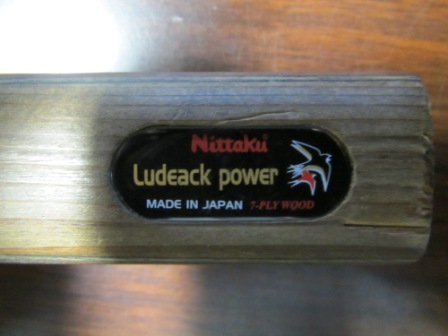 Nittaku
Ludeack power
MADE IN JAPAN 7-PLY WOOD